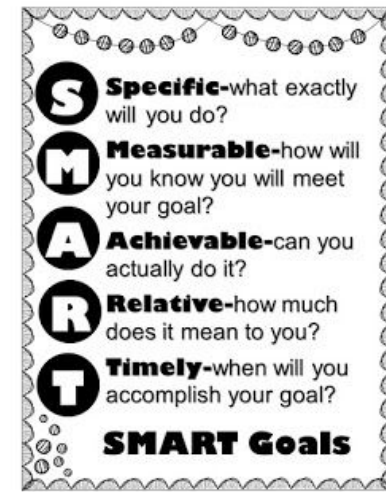 S Specific-what exactly
will you do?
M Measurable-how will
you know you will meet
your goal?
A Achievable-can you
actually do it?
R Relative-how much
does it mean to you?
T Timely-when will you
accomplish your goal?
SMART Goals